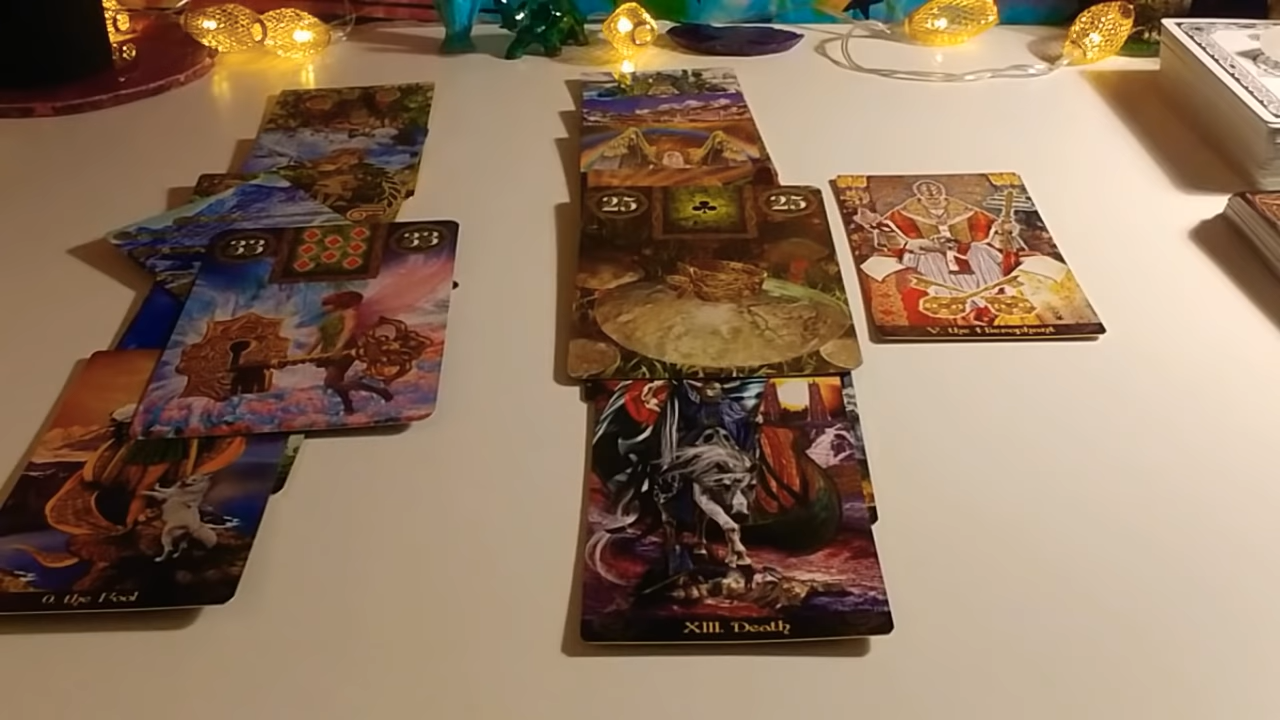 33 33
25 25
V. the Hierophant
0. the Fool
XIII. Death